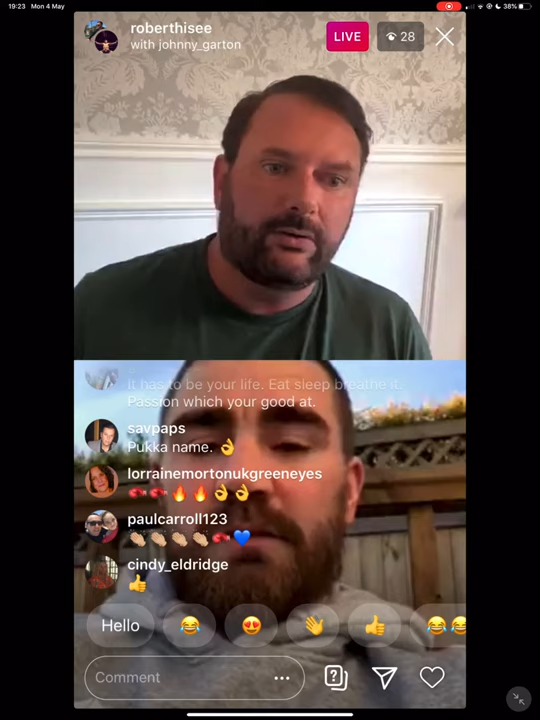 19:23 Mon 4 May
38%
roberthisee
with johnny_garton
LIVE
28
It has to be your life. Eat sleep breathe it.
Passion which your good at.
savpaps
Pukka name. 👌
lorrainemortonukgreeneyes
🥊🥊🔥🔥👌👌
paulcarroll123
👏🏼👏🏼👏🏼👏🏼🥊💙
cindy_eldridge
👍
Hello 😂 😍 👋 👍 😂😂
Comment